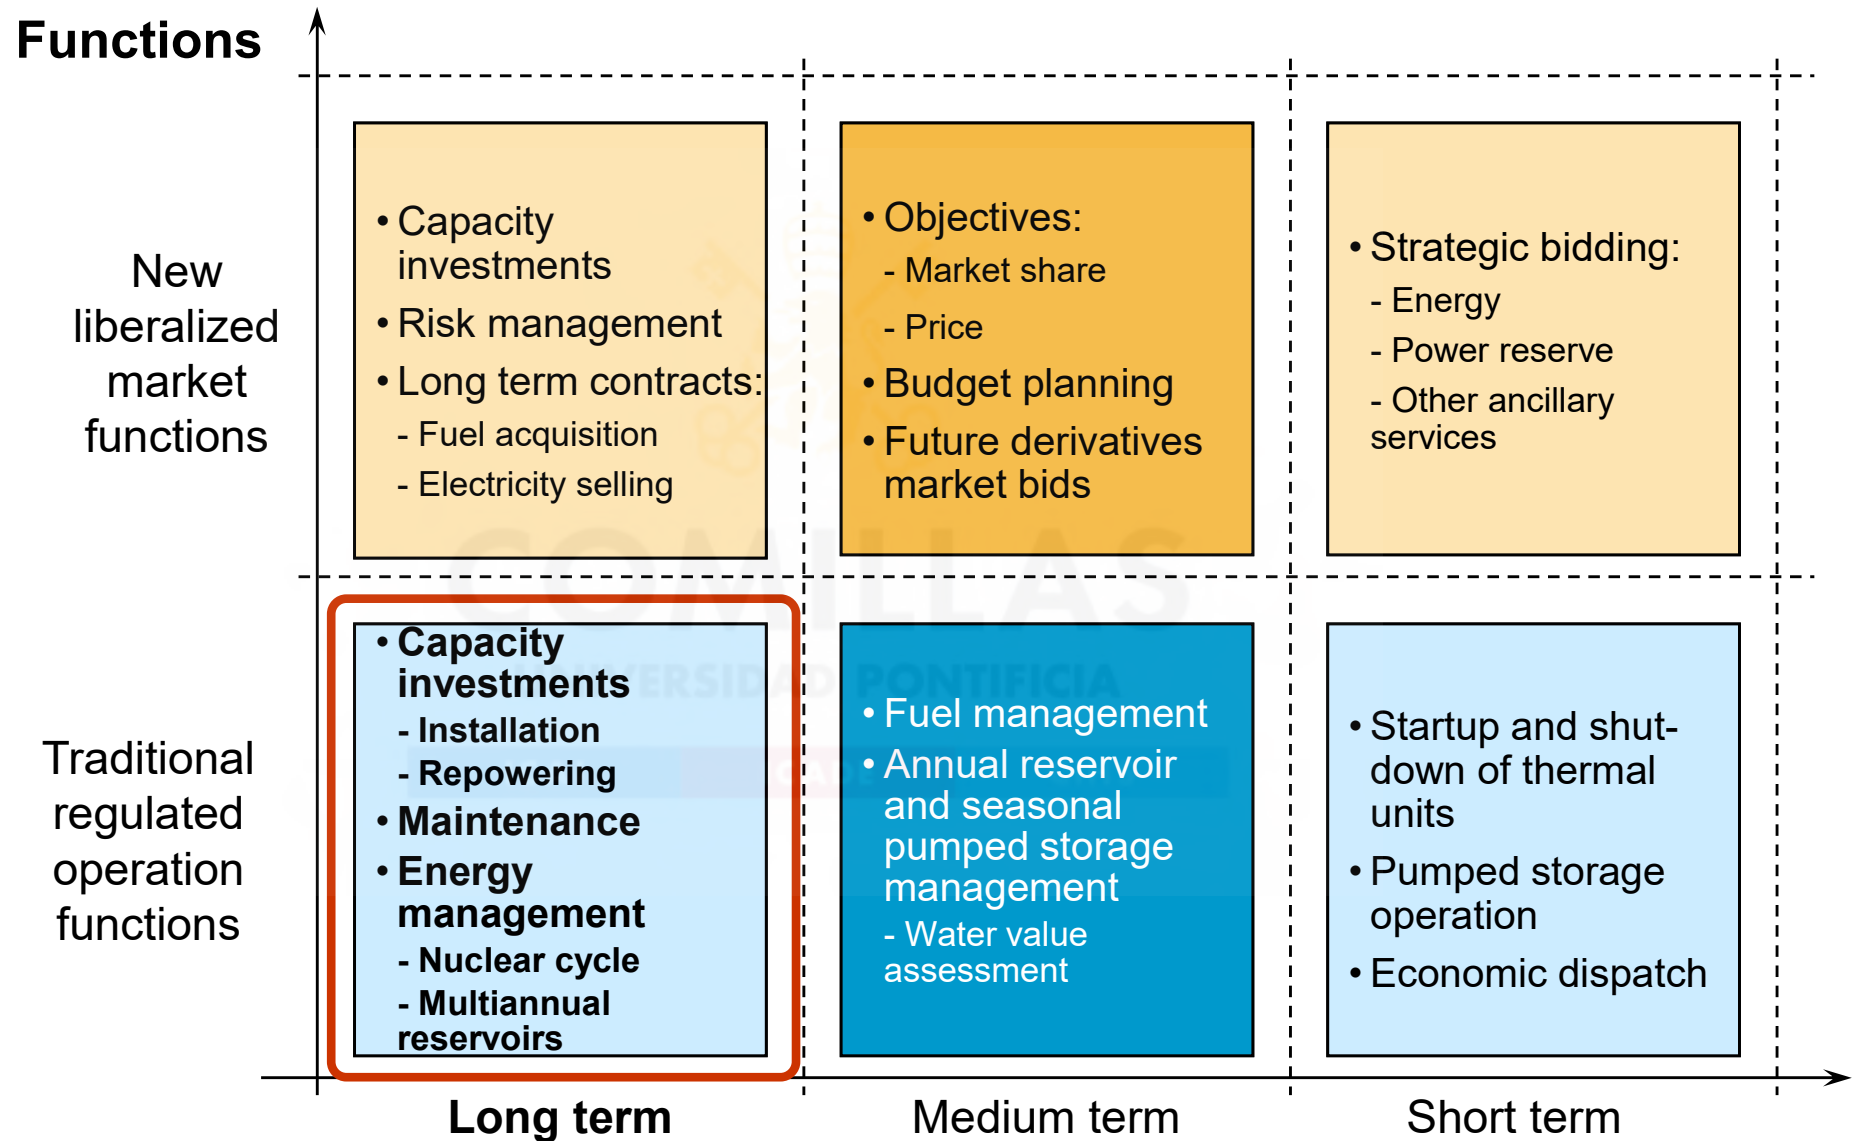 Functions
New
liberalized
market
functions
• Capacity
investments
• Risk management
• Long term contracts:
- Fuel acquisition
- Electricity selling
• Objectives:
- Market share
- Price
• Budget planning
• Future derivatives
market bids
• Strategic bidding:
- Energy
- Power reserve
- Other ancillary
services
COMILLAS
UNIVERSIDAD PONTIFICIA
Traditional
regulated
operation
functions
• Capacity
investments
- Installation
- Repowering
• Maintenance
• Energy
management
- Nuclear cycle
- Multiannual
reservoirs
• Fuel management
• Annual reservoir
and seasonal
pumped storage
management
- Water value
assessment
• Startup and shut-
down of thermal
units
• Pumped storage
operation
• Economic dispatch
Long term
Medium term
Short term